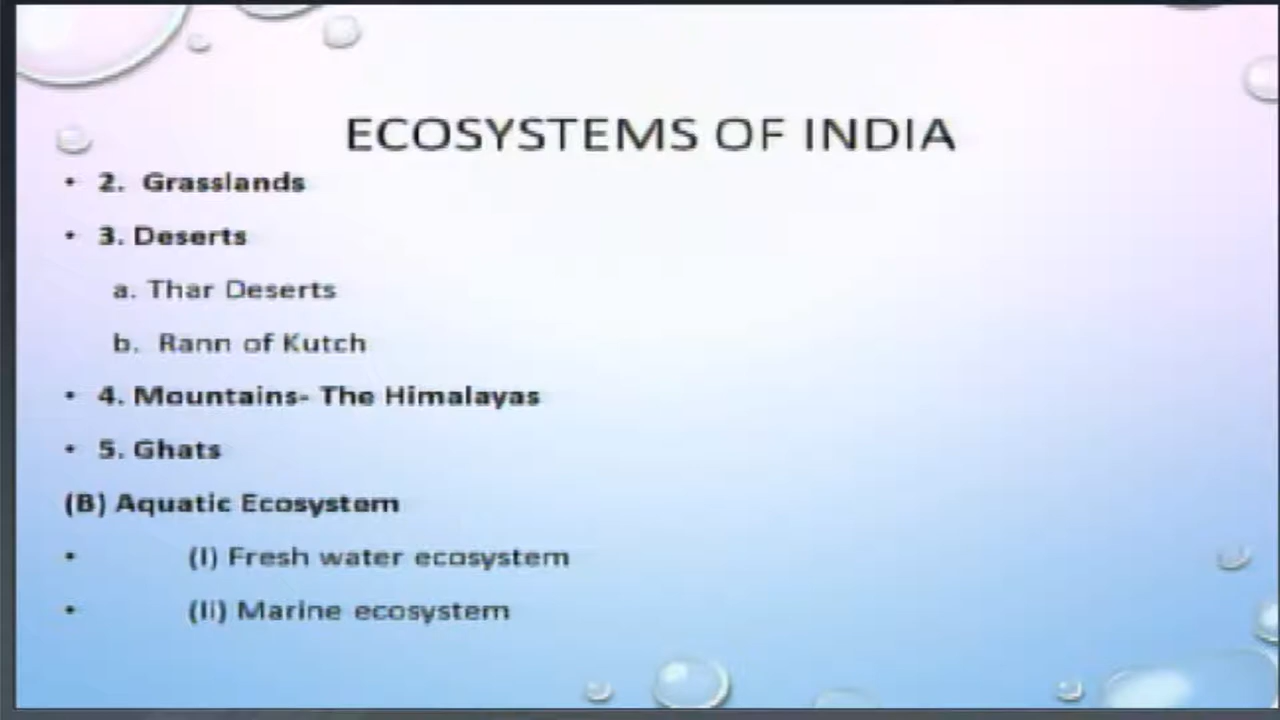 ECOSYSTEMS OF INDIA
• 2. Grasslands
• 3. Deserts
a. Thar Deserts
b. Rann of Kutch
• 4. Mountains- The Himalayas
• 5. Ghats
(B) Aquatic Ecosystem
• (I) Fresh water ecosystem
• (Ii) Marine ecosystem